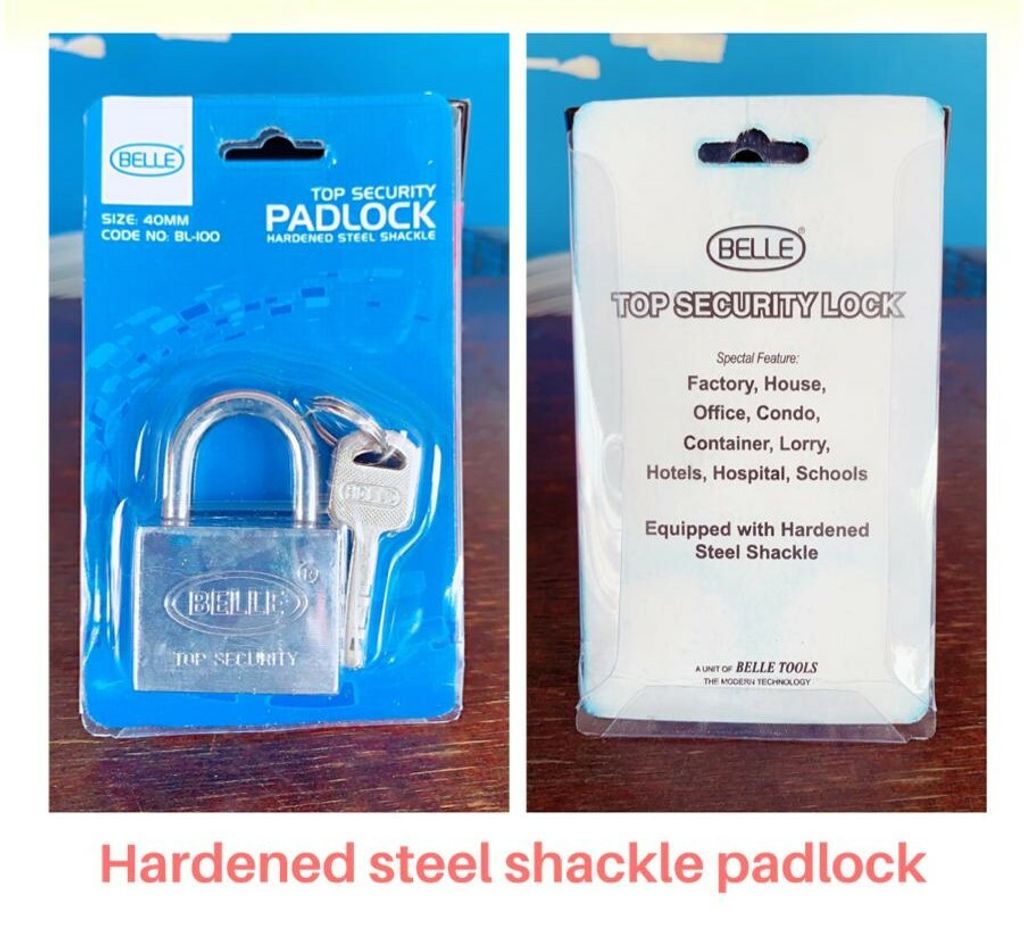 BELLE®
SIZE: 40MM
CODE NO: BL-100
TOP SECURITY
PADLOCK
HARDENED STEEL SHACKLE
BELLE
BELLE®
TOP SECURITY
BELLE®
TOP SECURITY LOCK
Special Feature:
Factory, House,
Office, Condo,
Container, Lorry,
Hotels, Hospital, Schools
Equipped with Hardened
Steel Shackle
A UNIT OF BELLE TOOLS
THE MODERN TECHNOLOGY
Hardened steel shackle padlock